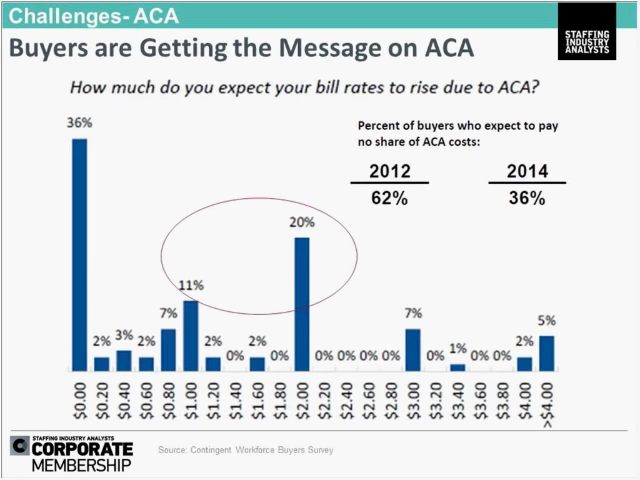 Challenges- ACA
Buyers are Getting the Message on ACA
STAFFING
INDUSTRY
ANALYSTS
How much do you expect your bill rates to rise due to ACA?
Percent of buyers who expect to pay
no share of ACA costs:
2012 2014
62% 36%
36% 2% 3% 2% 7% 11% 2% 0% 2% 0% 20% 0% 0% 0% 0% 7% 0% 1% 0% 0% 2% 5%
$0.00 $0.20 $0.40 $0.60 $0.80 $1.00 $1.20 $1.40 $1.60 $1.80 $2.00 $2.20 $2.40 $2.60 $2.80 $3.00 $3.20 $3.40 $3.60 $3.80 $4.00 >$4.00
STAFFING INDUSTRY ANALYSTS
C CORPORATE
MEMBERSHIP
Source: Contingent Workforce Buyers Survey